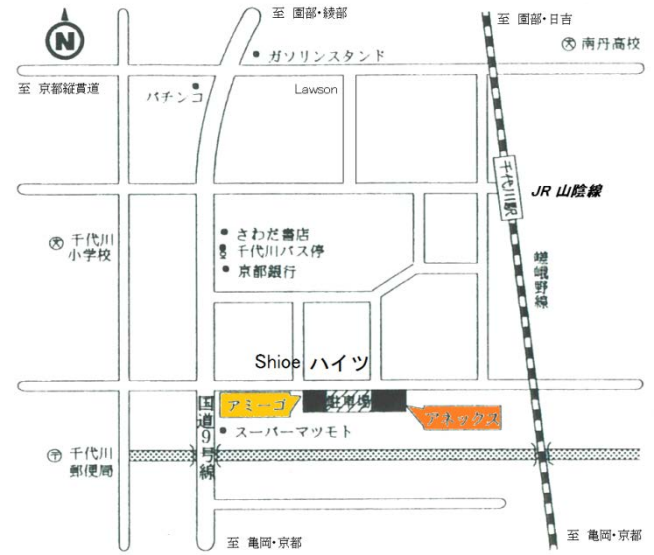 N
至 園部・綾部
至 園部・日吉
ガソリンスタンド
南丹高校
至 京都縦貫道
パチンコ
Lawson
千代川駅
JR 山陰線
さわだ書店
千代川バス停
京都銀行
千代川
小学校
嵯峨野線
Shioe ハイツ
アミーゴ
駐車場
アネックス
国道9号線
スーパーマツモト
〒
千代川
郵便局
至 亀岡・京都
至 亀岡・京都